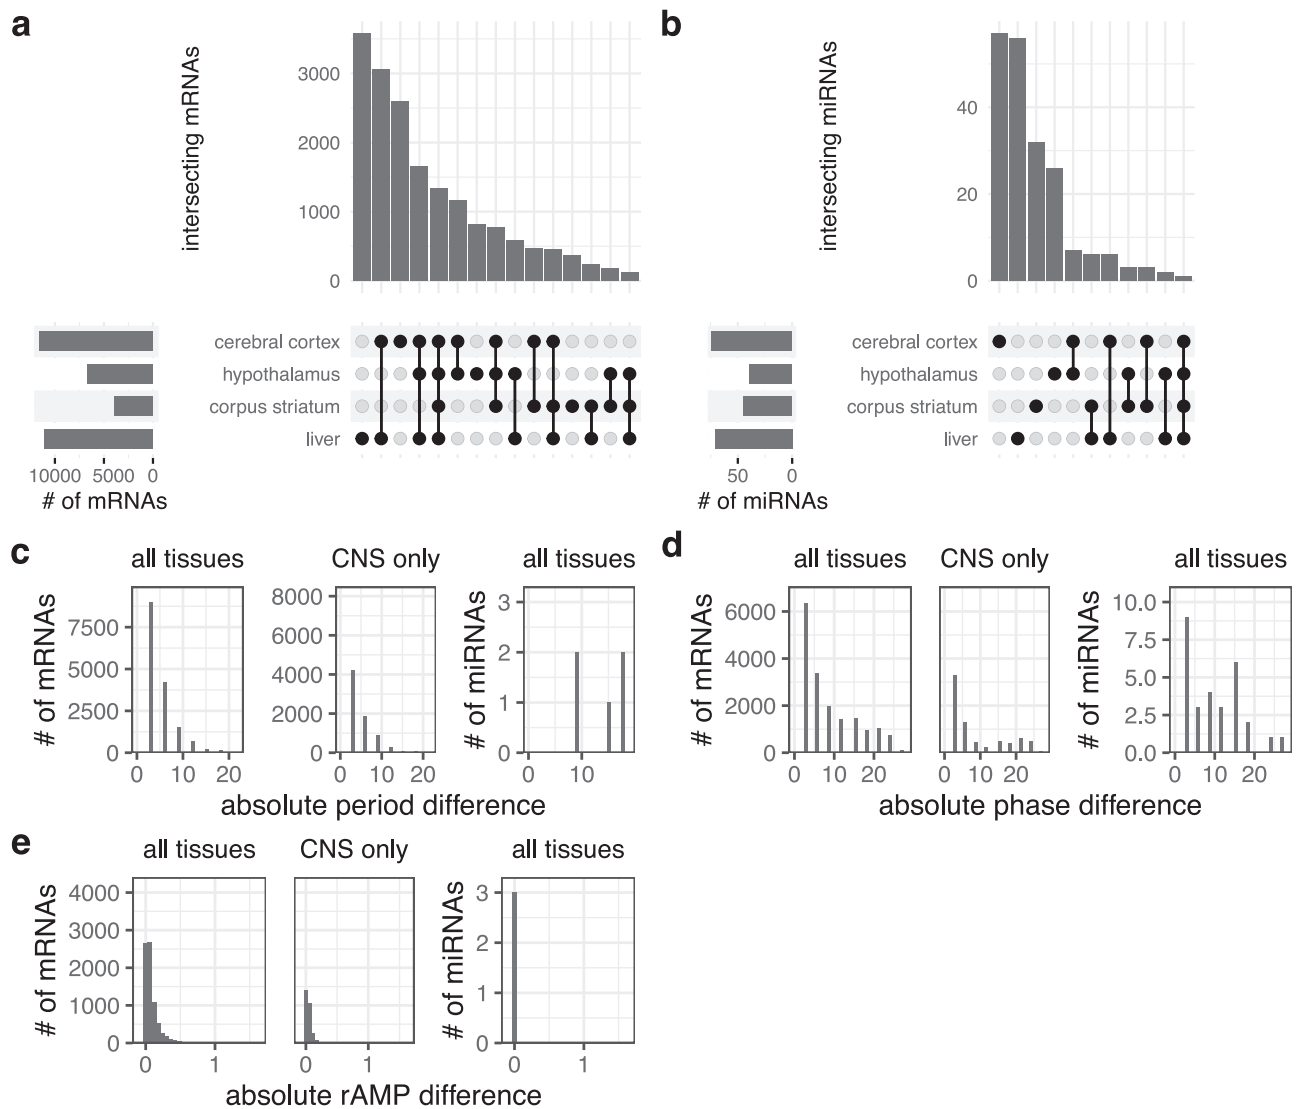 a
intersecting mRNAs
3000
2000
1000
0
cerebral cortex
hypothalamus
corpus striatum
liver
10000 5000 0
# of mRNAs
b
intersecting miRNAs
40
20
0
cerebral cortex
hypothalamus
corpus striatum
liver
50 0
# of miRNAs
c
all tissues
# of mRNAs
7500
5000
2500
0
0 10 20
CNS only
8000
6000
4000
2000
0
0 10 20
all tissues
# of miRNAs
3
2
1
0
0 10
absolute period difference
d
all tissues
# of mRNAs
6000
4000
2000
0
0 10 20
CNS only
0 10 20
all tissues
# of miRNAs
10.0
7.5
5.0
2.5
0.0
0 10 20
absolute phase difference
e
all tissues
# of mRNAs
4000
3000
2000
1000
0
0 1
CNS only
0 1
all tissues
# of miRNAs
3
2
1
0
0 1
absolute rAMP difference